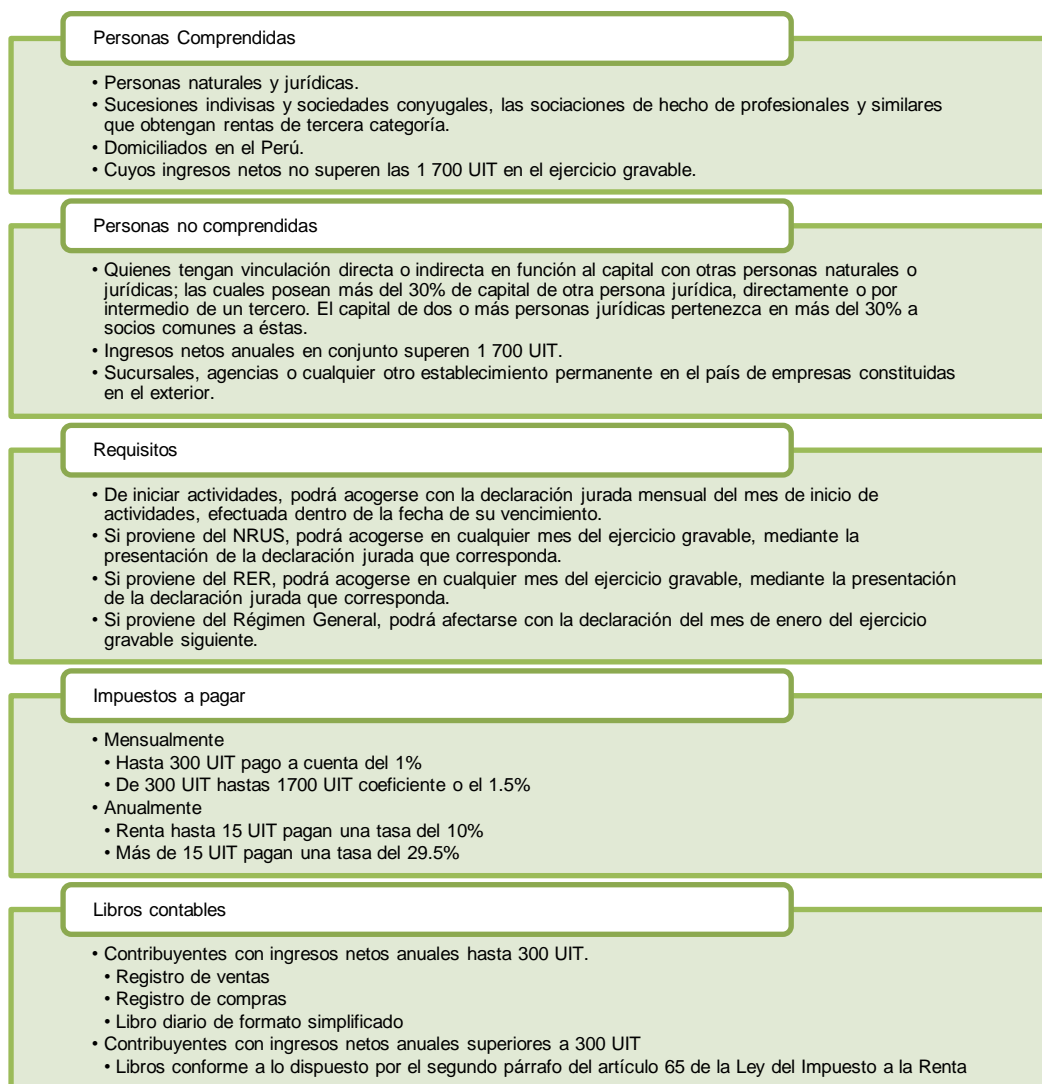 Personas Comprendidas
• Personas naturales y jurídicas.
• Sucesiones indivisas y sociedades conyugales, las sociaciones de hecho de profesionales y similares
que obtengan rentas de tercera categoría.
• Domiciliados en el Perú.
• Cuyos ingresos netos no superen las 1 700 UIT en el ejercicio gravable.
Personas no comprendidas
• Quienes tengan vinculación directa o indirecta en función al capital con otras personas naturales o
jurídicas; las cuales posean más del 30% de capital de otra persona jurídica, directamente o por
intermedio de un tercero. El capital de dos o más personas jurídicas pertenezca en más del 30% a
socios comunes a éstas.
• Ingresos netos anuales en conjunto superen 1 700 UIT.
• Sucursales, agencias o cualquier otro establecimiento permanente en el país de empresas constituidas
en el exterior.
Requisitos
• De iniciar actividades, podrá acogerse con la declaración jurada mensual del mes de inicio de
actividades, efectuada dentro de la fecha de su vencimiento.
• Si proviene del NRUS, podrá acogerse en cualquier mes del ejercicio gravable, mediante la
presentación de la declaración jurada que corresponda.
• Si proviene del RER, podrá acogerse en cualquier mes del ejercicio gravable, mediante la presentación
de la declaración jurada que corresponda.
• Si proviene del Régimen General, podrá afectarse con la declaración del mes de enero del ejercicio
gravable siguiente.
Impuestos a pagar
• Mensualmente
• Hasta 300 UIT pago a cuenta del 1%
• De 300 UIT hastas 1700 UIT coeficiente o el 1.5%
• Anualmente
• Renta hasta 15 UIT pagan una tasa del 10%
• Más de 15 UIT pagan una tasa del 29.5%
Libros contables
• Contribuyentes con ingresos netos anuales hasta 300 UIT.
• Registro de ventas
• Registro de compras
• Libro diario de formato simplificado
• Contribuyentes con ingresos netos anuales superiores a 300 UIT
• Libros conforme a lo dispuesto por el segundo párrafo del artículo 65 de la Ley del Impuesto a la Renta